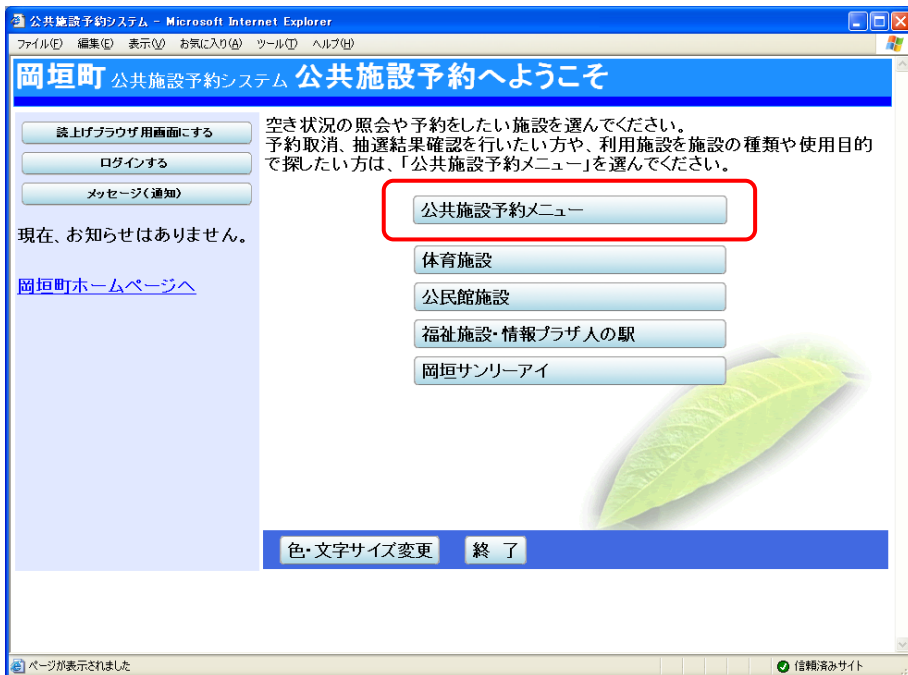 公共施設予約システム - Microsoft Internet Explorer
ファイル(F) 編集(E) 表示(V) お気に入り(A) ツール(T) ヘルプ(H)
岡垣町 公共施設予約システム 公共施設予約へようこそ
読上げブラウザ用画面にする
ログインする
メッセージ(通知)
現在、お知らせはありません。
岡垣町ホームページへ
空き状況の照会や予約をしたい施設を選んでください。
予約取消、抽選結果確認を行いたい方や、利用施設を施設の種類や使用目的
で探したい方は、「公共施設予約メニュー」を選んでください。
公共施設予約メニュー
体育施設
公民館施設
福祉施設・情報プラザ人の駅
岡垣サンリーアイ
色・文字サイズ変更 終 了
ページが表示されました 信頼済みサイト